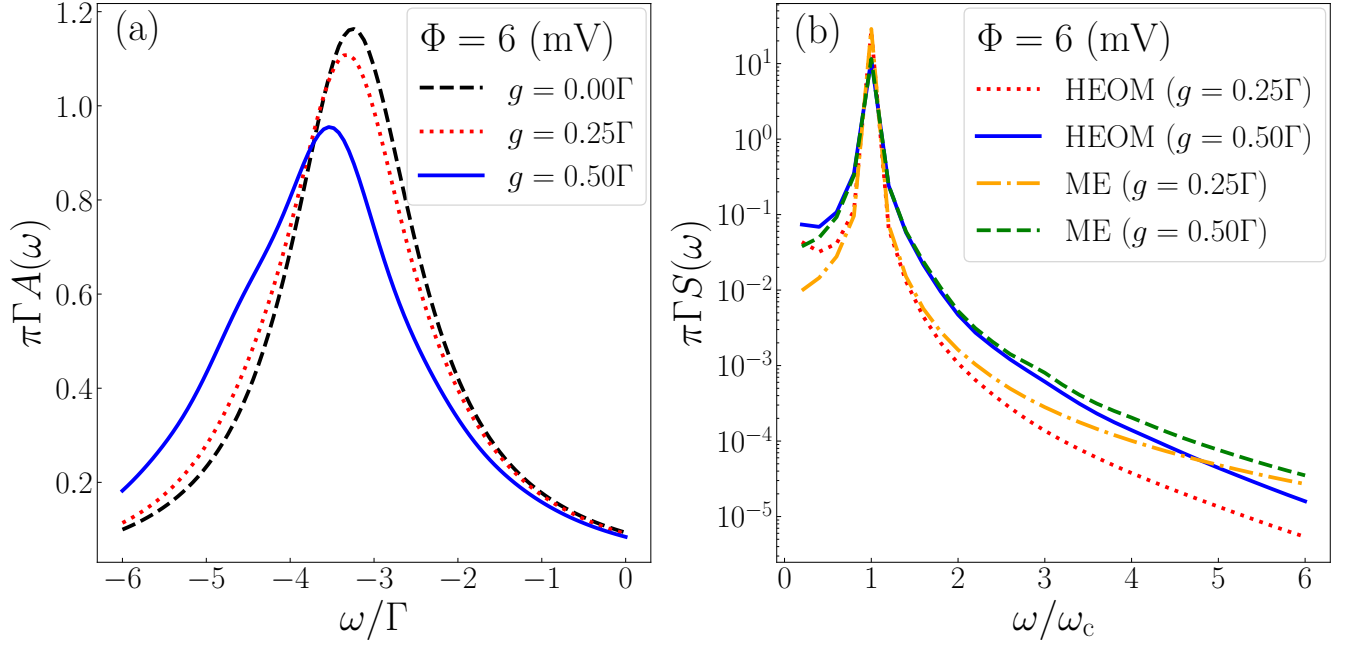 (a)
Φ = 6 (mV)
g = 0.00Γ
g = 0.25Γ
g = 0.50Γ
πΓA(ω)
1.2
1.0
0.8
0.6
0.4
0.2
−6 −5 −4 −3 −2 −1 0
ω/Γ
(b)
Φ = 6 (mV)
HEOM (g = 0.25Γ)
HEOM (g = 0.50Γ)
ME (g = 0.25Γ)
ME (g = 0.50Γ)
πΓS(ω)
10¹
10⁰
10⁻¹
10⁻²
10⁻³
10⁻⁴
10⁻⁵
0 1 2 3 4 5 6
ω/ω_c